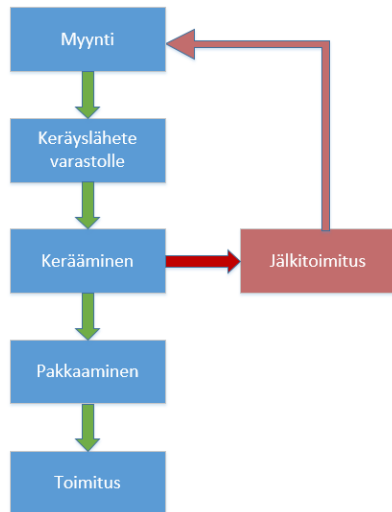 Myynti
Keräyslähete
varastolle
Kerääminen
Jälkitoimitus
Pakkaaminen
Toimitus